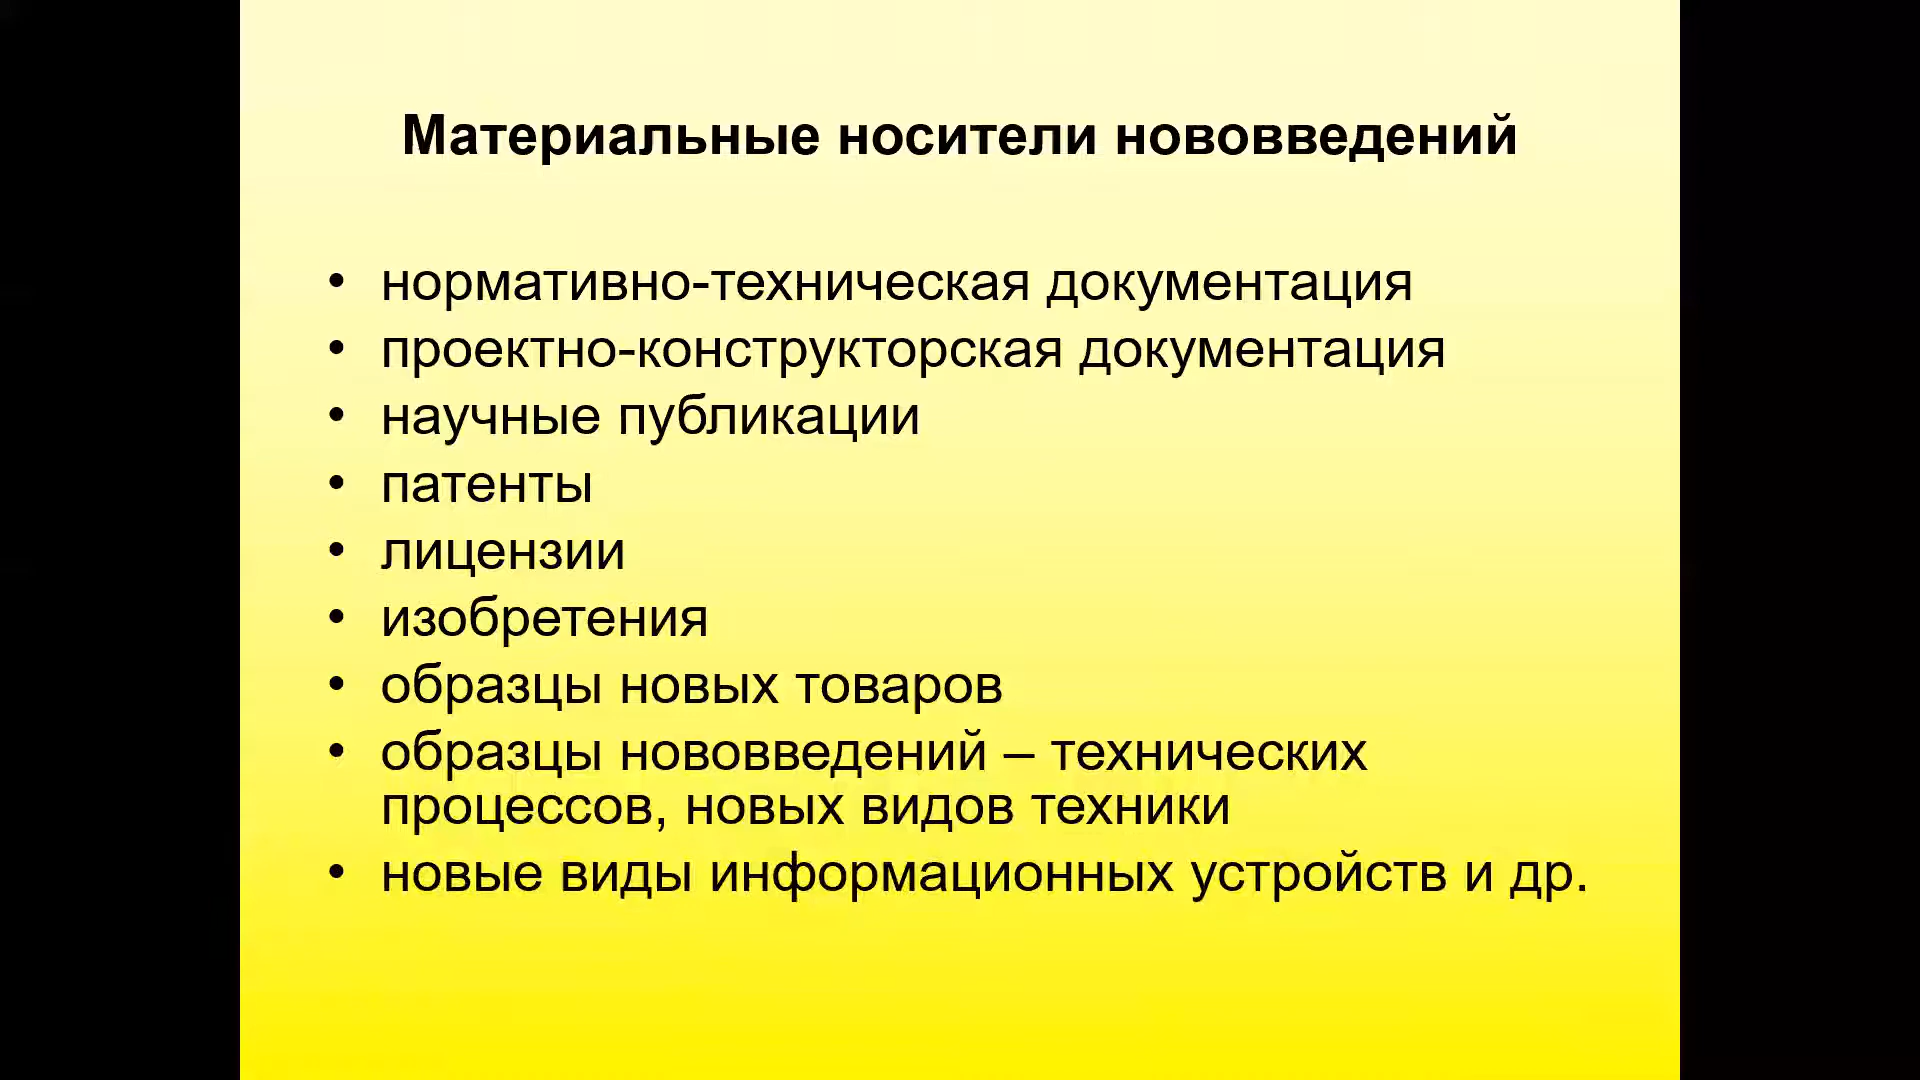 Материальные носители нововведений
• нормативно-техническая документация
• проектно-конструкторская документация
• научные публикации
• патенты
• лицензии
• изобретения
• образцы новых товаров
• образцы нововведений – технических
процессов, новых видов техники
• новые виды информационных устройств и др.